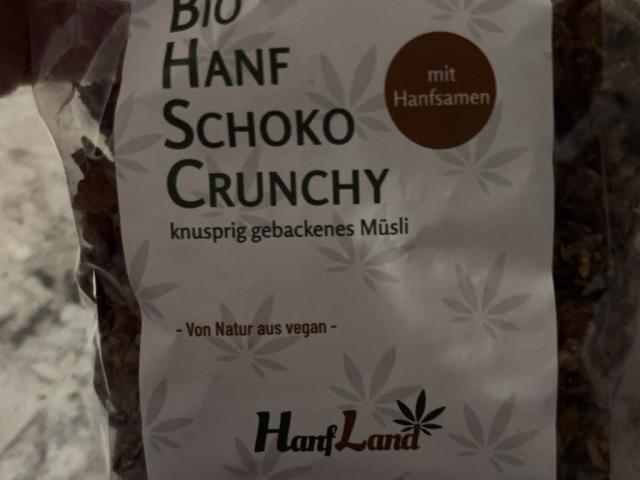 BIO
HANF
SCHOKO
CRUNCHY
knusprig gebackenes Müsli
mit
Hanfsamen
- Von Natur aus vegan -
HanfLand